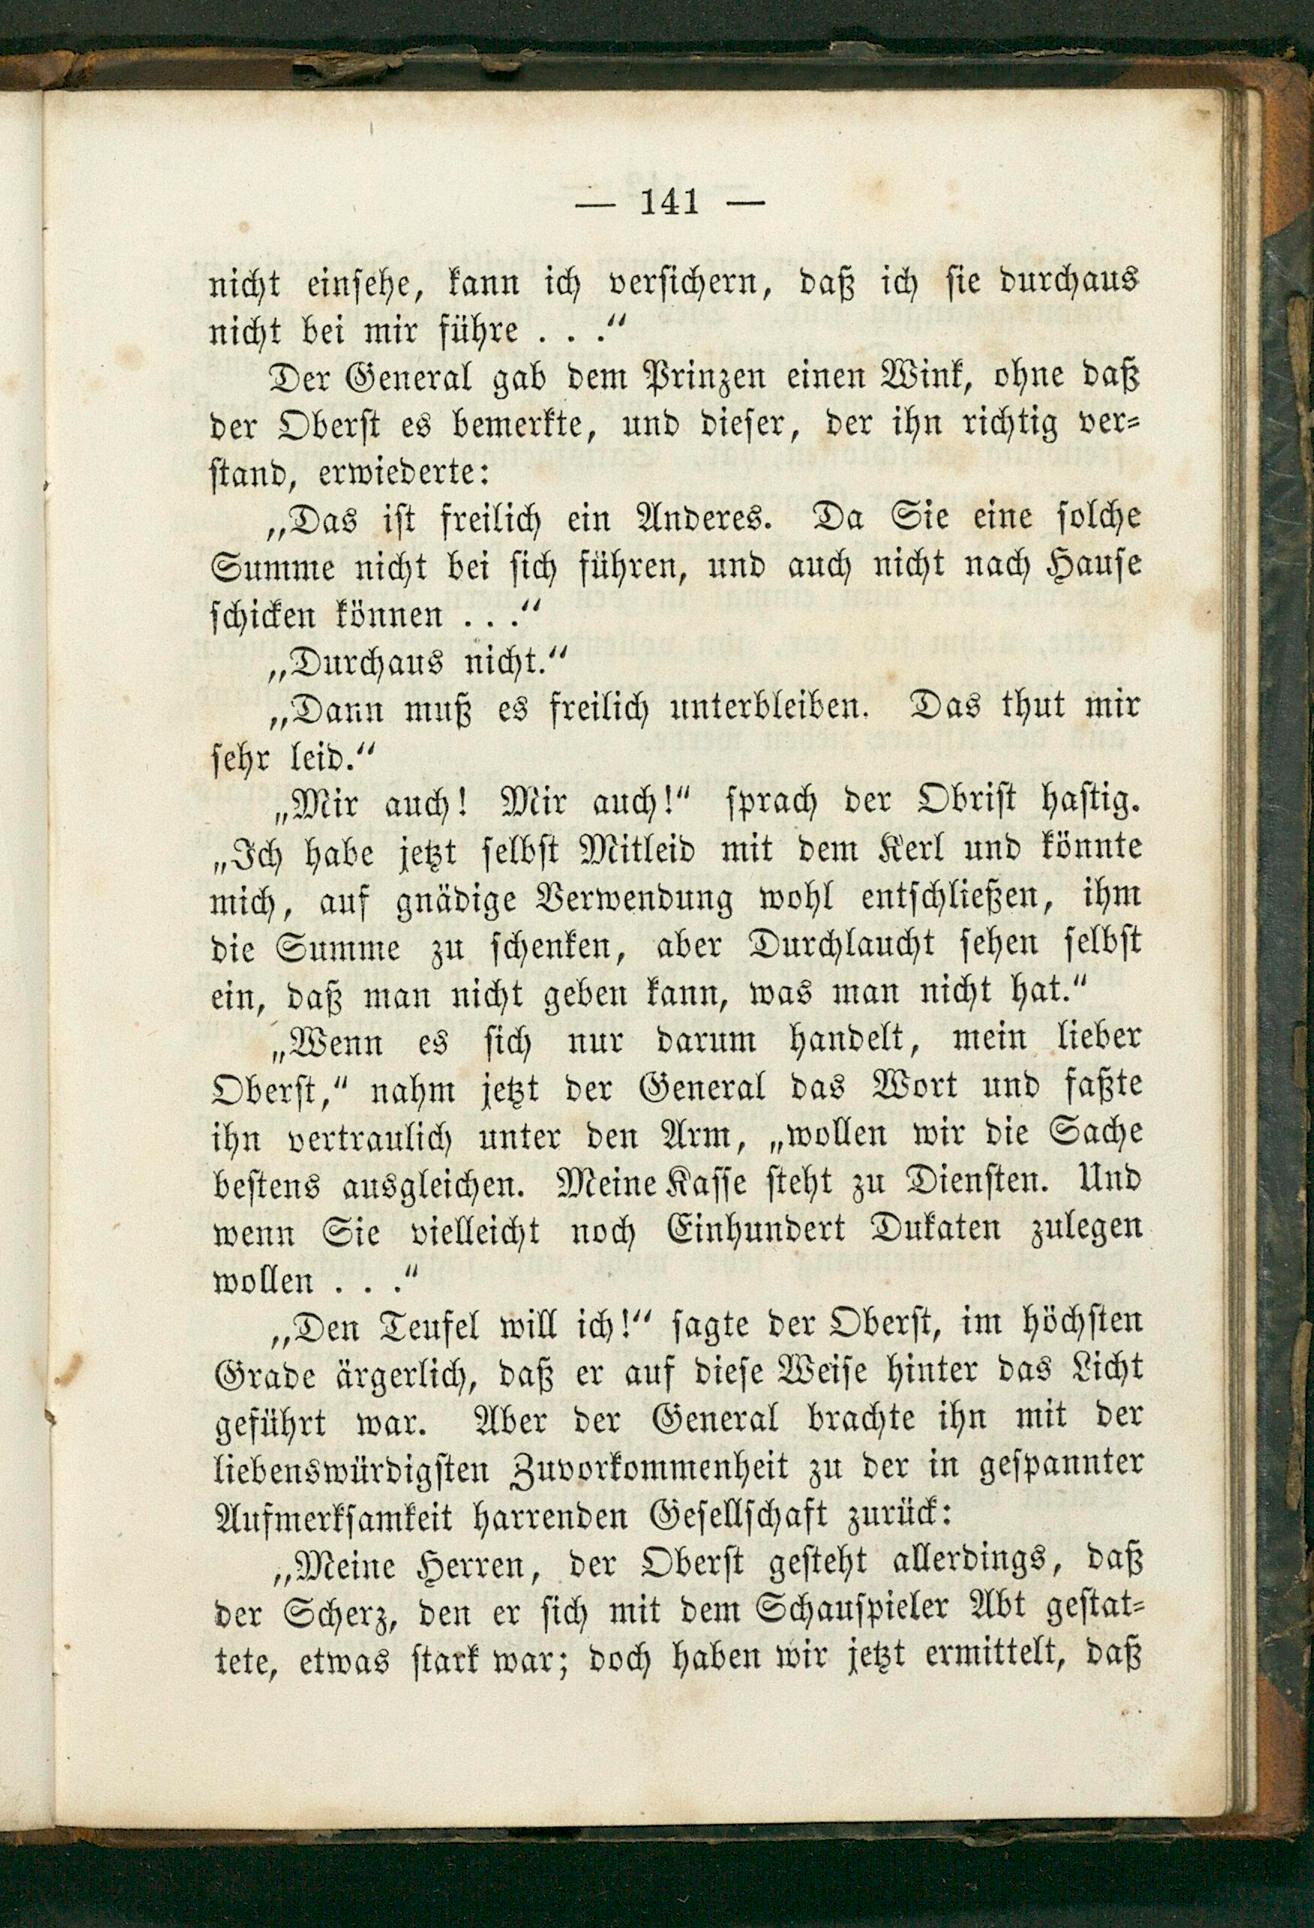 — 141 —
nicht einsehe, kann ich versichern, daß ich sie durchaus
nicht bei mir führe . . .“
Der General gab dem Prinzen einen Wink, ohne daß
der Oberst es bemerkte, und dieser, der ihn richtig ver-
stand, erwiederte:
„Das ist freilich ein Anderes. Da Sie eine solche
Summe nicht bei sich führen, und auch nicht nach Hause
schicken können . . .“
„Durchaus nicht.“
„Dann muß es freilich unterbleiben. Das thut mir
sehr leid.“
„Mir auch! Mir auch!“ sprach der Obrist hastig.
„Ich habe jetzt selbst Mitleid mit dem Kerl und könnte
mich, auf gnädige Verwendung wohl entschließen, ihm
die Summe zu schenken, aber Durchlaucht sehen selbst
ein, daß man nicht geben kann, was man nicht hat.“
„Wenn es sich nur darum handelt, mein lieber
Oberst,“ nahm jetzt der General das Wort und faßte
ihn vertraulich unter den Arm, „wollen wir die Sache
bestens ausgleichen. Meine Kasse steht zu Diensten. Und
wenn Sie vielleicht noch Einhundert Dukaten zulegen
wollen . . .“
„Den Teufel will ich!“ sagte der Oberst, im höchsten
Grade ärgerlich, daß er auf diese Weise hinter das Licht
geführt war. Aber der General brachte ihn mit der
liebenswürdigsten Zuvorkommenheit zu der in gespannter
Aufmerksamkeit harrenden Gesellschaft zurück:
„Meine Herren, der Oberst gesteht allerdings, daß
der Scherz, den er sich mit dem Schauspieler Abt gestat-
tete, etwas stark war; doch haben wir jetzt ermittelt, daß